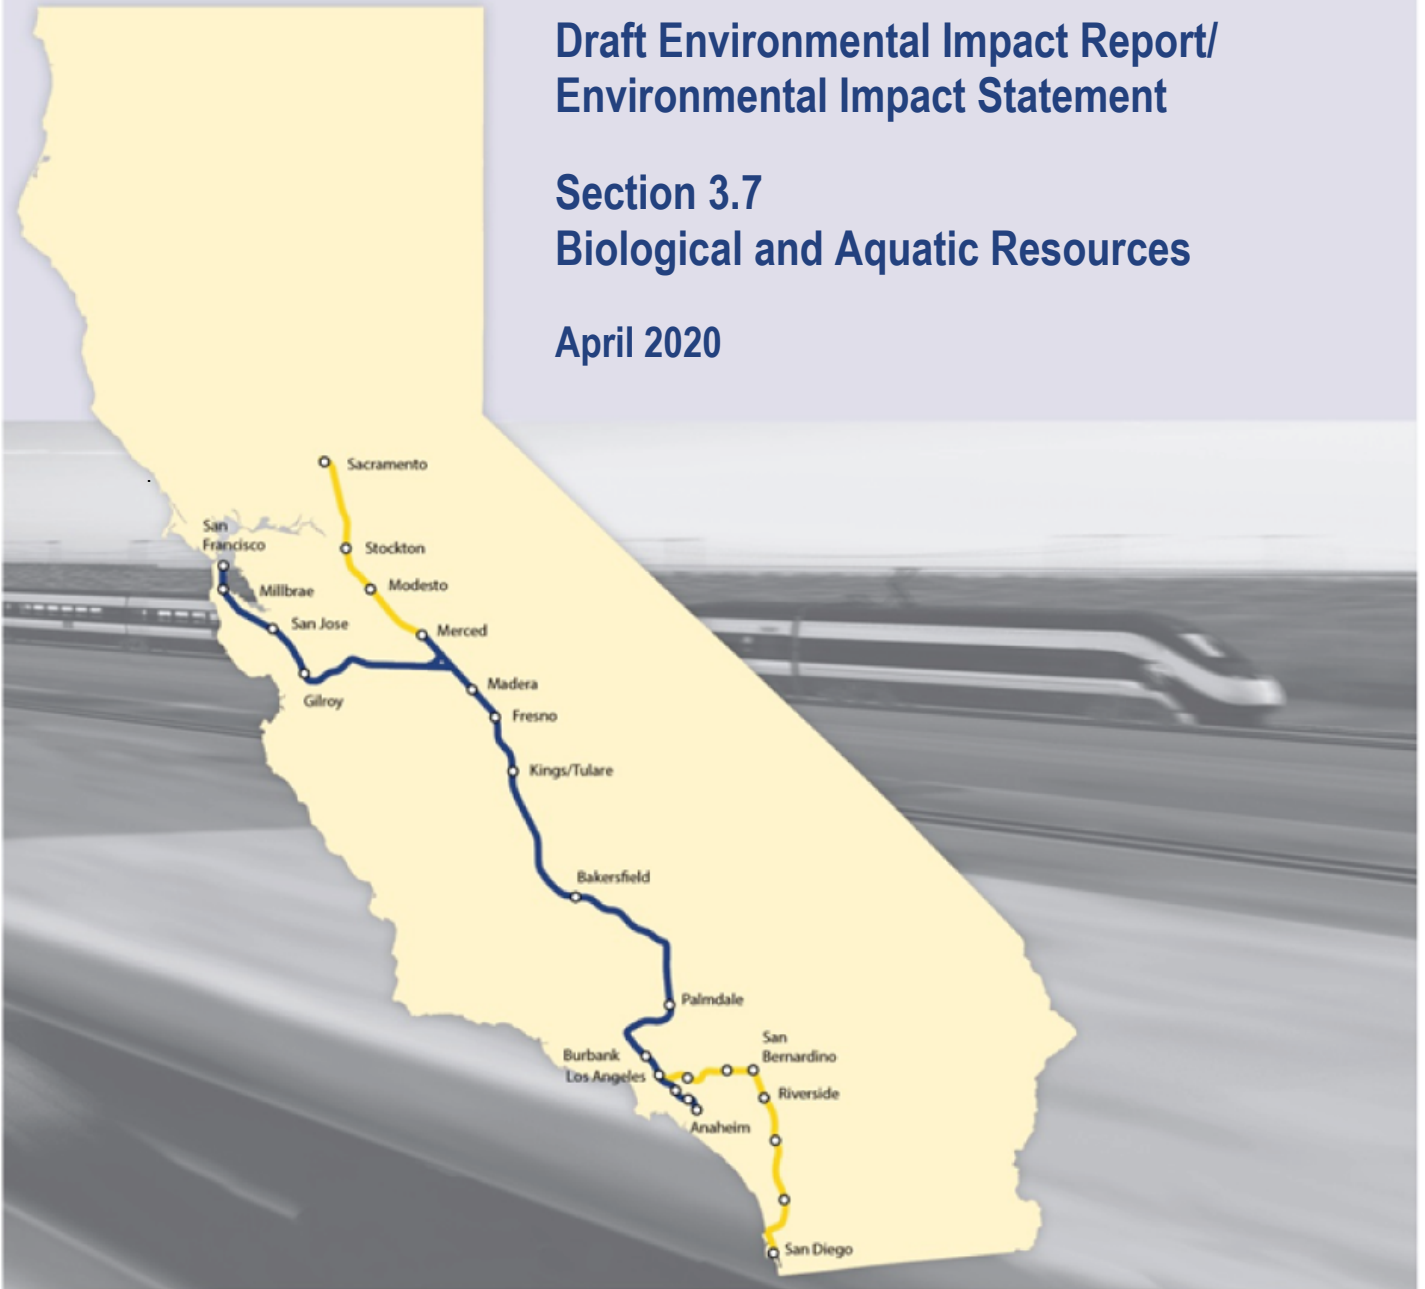 Draft Environmental Impact Report/
Environmental Impact Statement
Section 3.7
Biological and Aquatic Resources
April 2020
Sacramento
San
Francisco
Stockton
Millbrae
Modesto
San Jose
Merced
Gilroy
Madera
Fresno
Kings/Tulare
Bakersfield
Palmdale
San
Bernardino
Burbank
Los Angeles
Riverside
Anaheim
San Diego